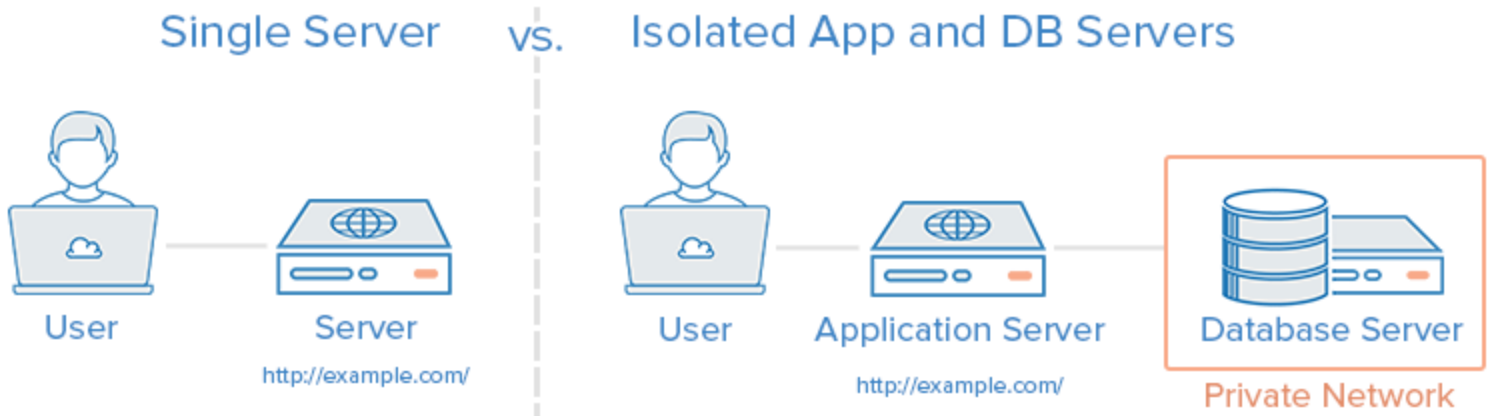 Single Server vs. Isolated App and DB Servers
User
Server
http://example.com/
User
Application Server
http://example.com/
Database Server
Private Network